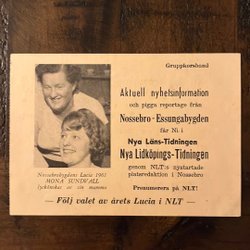 Gruppkorsband
Aktuell nyhetsinformation
och pigga reportage från
Nossebro-Essungabygden
får Ni i
Nya Läns-Tidningen
Nya Lidköpings-Tidningen
genom NLT:s nystartade
platsredaktion i Nossebro
Prenumerera på NLT!
Nossebrobygdens Lucia 1961
MONA SUNDWALL
lyckönskas av sin mamma
— Följ valet av årets Lucia i NLT —